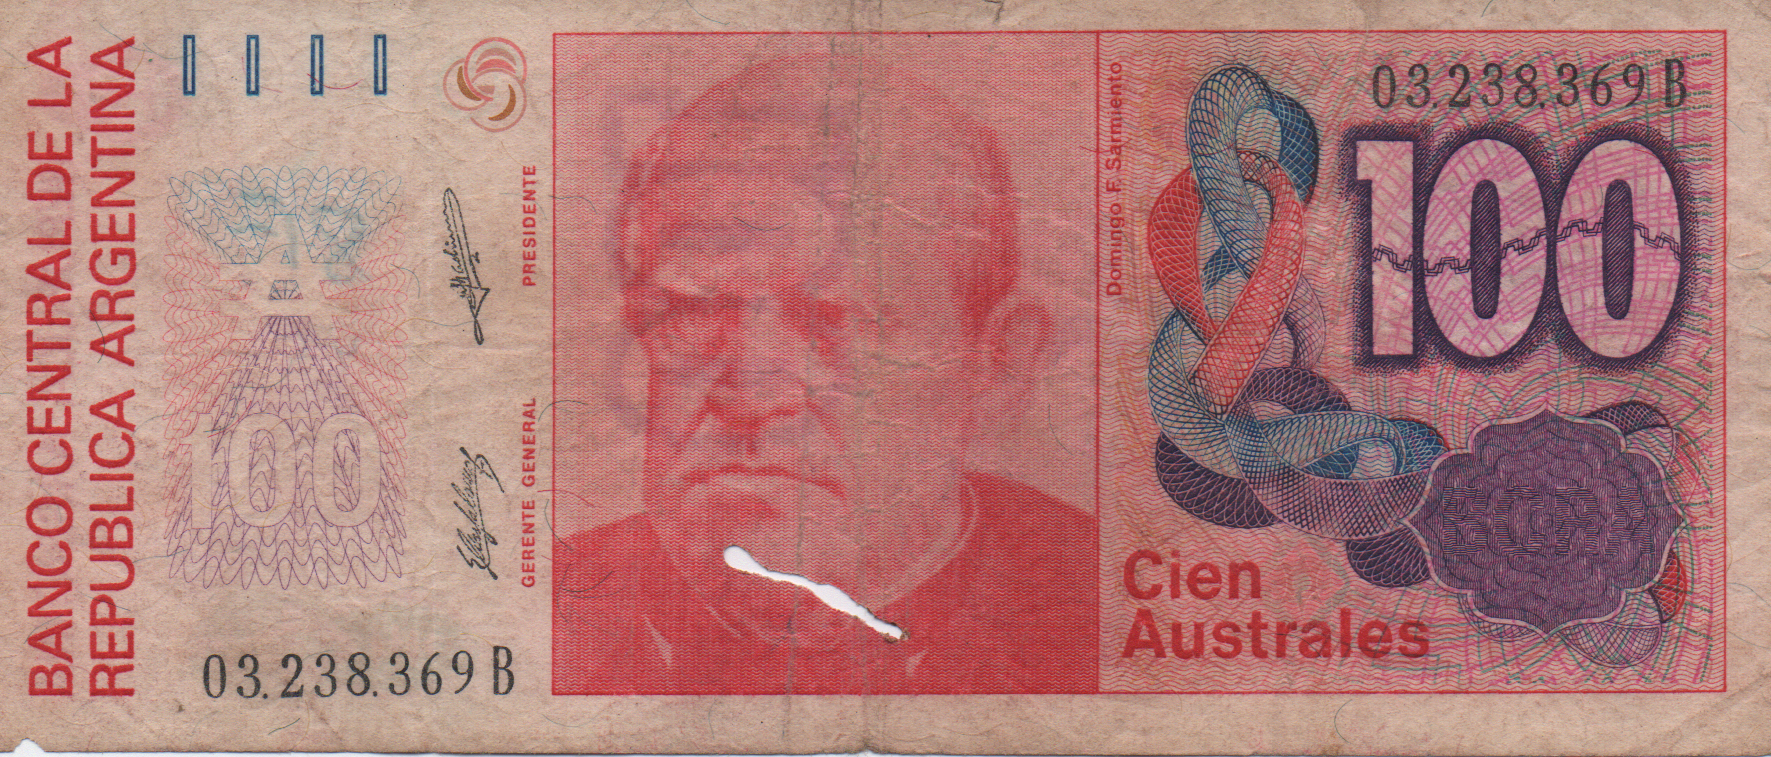 BANCO CENTRAL DE LA
REPUBLICA ARGENTINA
100
03.238.369 B
PRESIDENTE
GERENTE GENERAL
Domingo F. Sarmiento
03.238.369 B
100
Cien
Australes